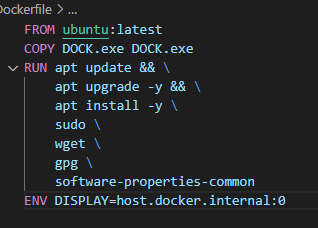 Dockerfile > ...
FROM ubuntu:latest
COPY DOCK.exe DOCK.exe
RUN apt update && \
    apt upgrade -y && \
    apt install -y \
    sudo \
    wget \
    gpg \
    software-properties-common
ENV DISPLAY=host.docker.internal:0